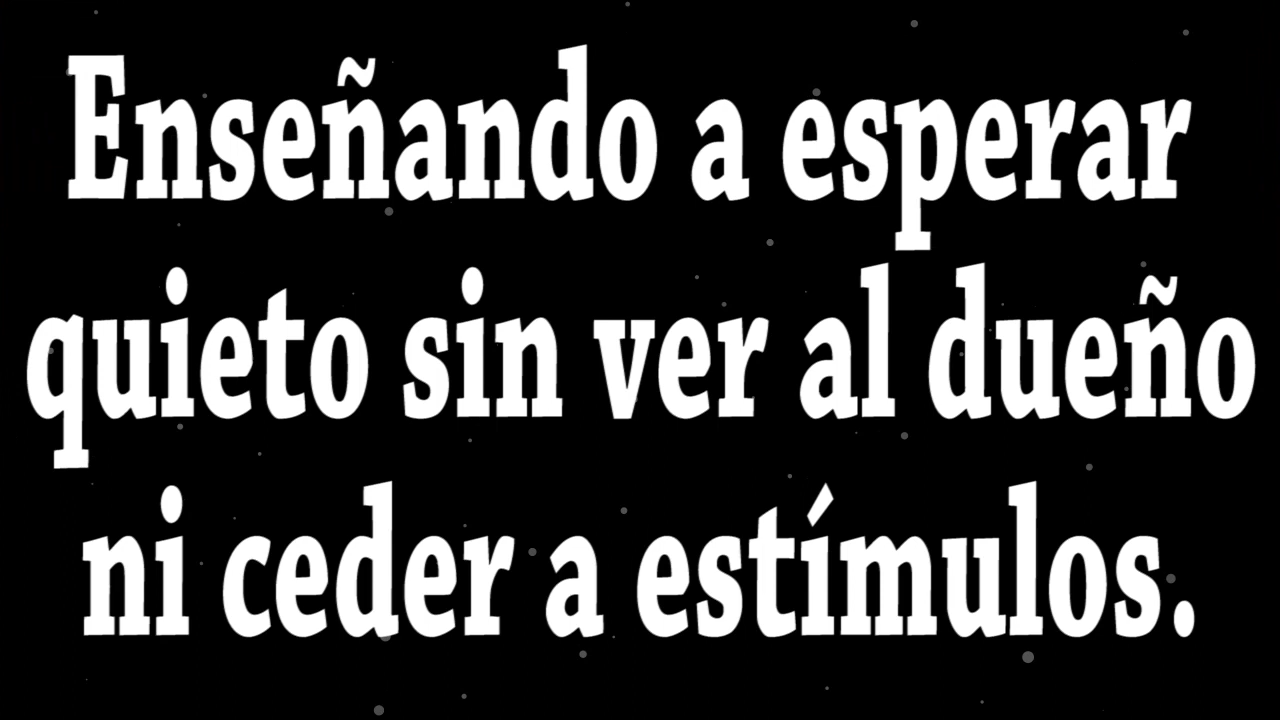 Enseñando a esperar
quieto sin ver al dueño
ni ceder a estímulos.